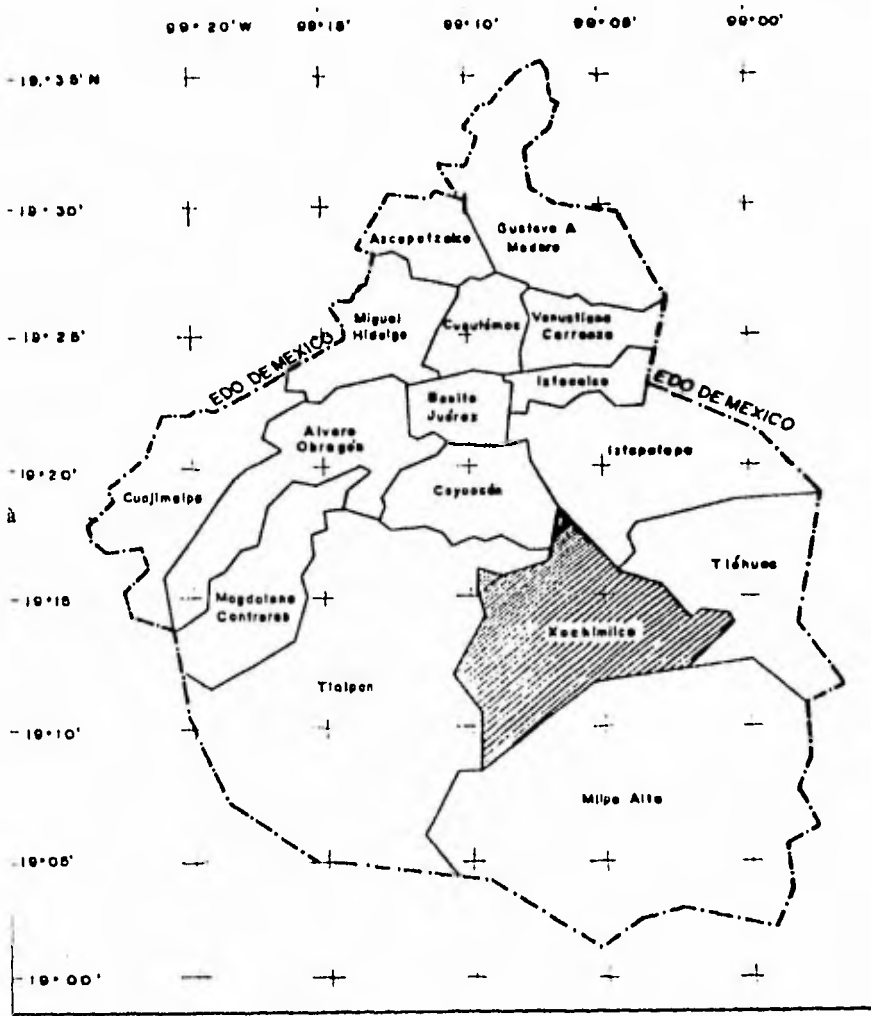 99° 20' W 99° 15' 99° 10' 99° 05' 99° 00'
19° 35' N
19° 30'
Azcapotzalco
Gustavo A
Madero
19° 25'
Miguel
Hidalgo
Cuautémoc
Venustiano
Carranza
EDO DE MEXICO
Iztacalco
EDO DE MEXICO
Benito
Juárez
Alvaro
Obregón
19° 20'
Iztapalapa
Cuajimalpa
Coyoacán
à
Tláhuac
19° 15'
Magdalena
Contreras
Xochimilco
Tlalpan
19° 10'
Milpa Alta
19° 05'
19° 00'